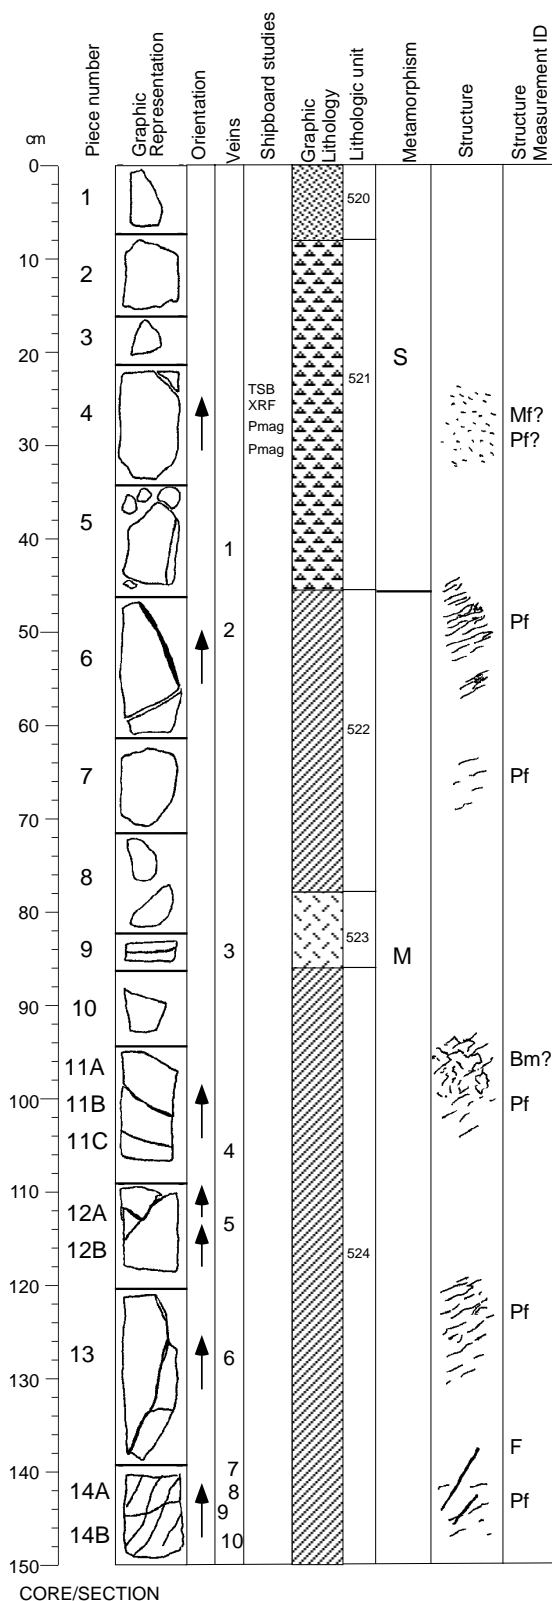 cm
Piece number
Graphic
Representation
Orientation
Veins
Shipboard studies
Graphic
Lithology
Lithologic unit
Metamorphism
Structure
Structure
Measurement ID
0
10
20
30
40
50
60
70
80
90
100
110
120
130
140
150
1
2
3
4
5
6
7
8
9
10
11A
11B
11C
12A
12B
13
14A
14B
1
2
3
4
5
6
7
8
9
10
TSB
XRF
Pmag
Pmag
520
521
522
523
524
S
M
Mf?
Pf?
Pf
Pf
Bm?
Pf
Pf
F
Pf
CORE/SECTION